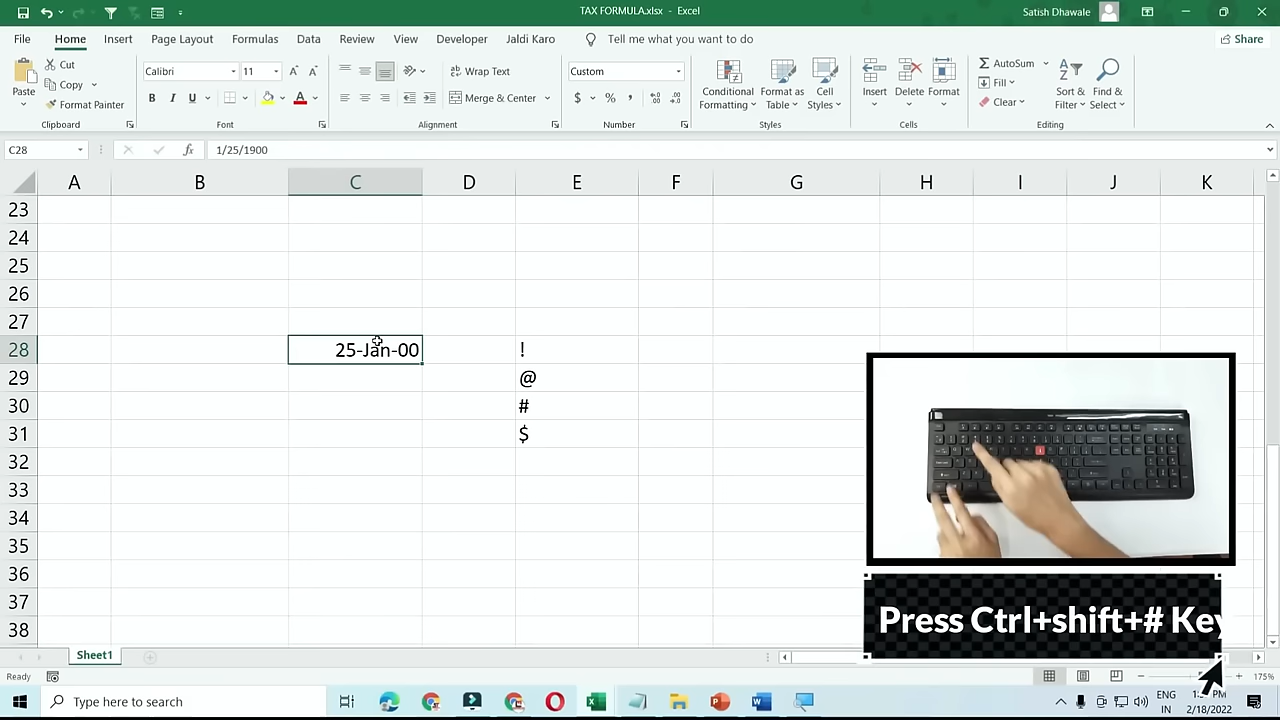 TAX FORMULA.xlsx - Excel
Satish Dhawale
File Home Insert Page Layout Formulas Data Review View Developer Jaldi Karo Tell me what you want to do Share
Paste
Cut
Copy
Format Painter
Clipboard
Calibri 11
B I U A
Font
Wrap Text
Merge & Center
Alignment
Custom
$ % ,
Number
Conditional Formatting
Format as Table
Cell Styles
Styles
Insert
Delete
Format
Cells
AutoSum
Fill
Clear
Sort & Filter
Find & Select
Editing
C28 fx 1/25/1900
A B C D E F G H I J K
23
24
25
26
27
28 25-Jan-00 !
29 @
30 #
31 $
32
33
34
35
36
37
38
Press Ctrl+shift+# Key
Sheet1
Ready
175%
Type here to search
ENG
IN
PM
2/18/2022